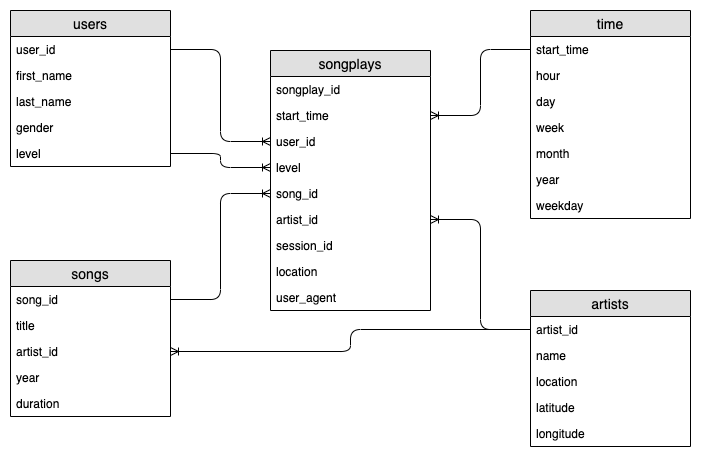 users
user_id
first_name
last_name
gender
level
songplays
songplay_id
start_time
user_id
level
song_id
artist_id
session_id
location
user_agent
time
start_time
hour
day
week
month
year
weekday
songs
song_id
title
artist_id
year
duration
artists
artist_id
name
location
latitude
longitude